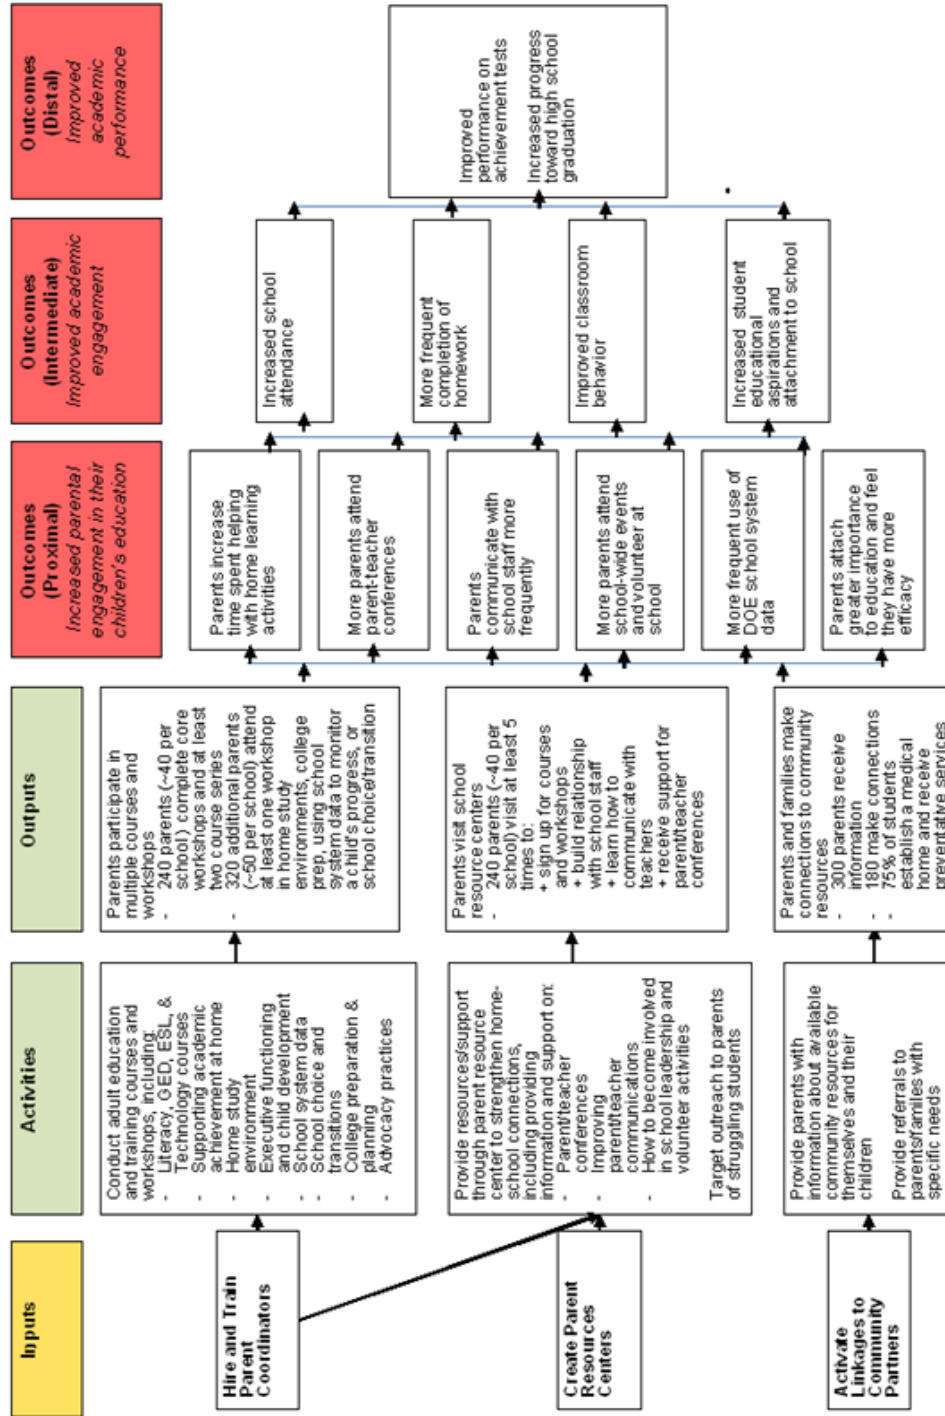 Inputs
Activities
Outputs
Outcomes
(Proximal)
Increased parental
engagement in their
children's education
Outcomes
(Intermediate)
Improved academic
engagement
Outcomes
(Distal)
Improved
academic
performance
Hire and Train
Parent
Coordinators
Create Parent
Resources
Centers
Activate
Linkages to
Community
Partners
Conduct adult education
and training courses and
workshops, including:
- Literacy, GED, ESL, &
Technology courses
- Supporting academic
achievement at home
- Home study
environment
- Executive functioning
and child development
- School system data
- School choice and
transitions
- College preparation &
planning
- Advocacy practices
Provide resources/support
through parent resource
center to strengthen home-
school connections,
including providing
information and support on:
- Parent/teacher
conferences
- Improving
parent/teacher
communications
- How to become involved
in school leadership and
volunteer activities
Target outreach to parents
of struggling students
Provide parents with
information about available
community resources for
themselves and their
children
Provide referrals to
parents/families with
specific needs
Parents participate in
multiple courses and
workshops
- 240 parents (~40 per
school) complete core
workshops and at least
two course series
- 320 additional parents
(~50 per school) attend
at least one workshop
in home study
environments, college
prep, using school
system data to monitor
a child's progress, or
school choice/transition
Parents visit school
resource centers
- 240 parents (~40 per
school) visit at least 5
times to:
+ sign up for courses
and workshops
+ build relationship
with school staff
+ learn how to
communicate with
teachers
+ receive support for
parent/teacher
conferences
Parents and families make
connections to community
resources
- 300 parents receive
information
- 180 make connections
- 75% of students
establish a medical
home and receive
preventative services
Parents increase
time spent helping
with home learning
activities
More parents attend
parent-teacher
conferences
Parents
communicate with
school staff more
frequently
More parents attend
school-wide events
and volunteer at
school
More frequent use of
DOE school system
data
Parents attach
greater importance
to education and feel
they have more
efficacy
Increased school
attendance
More frequent
completion of
homework
Improved classroom
behavior
Increased student
educational
aspirations and
attachment to school
Improved
performance on
achievement tests
Increased progress
toward high school
graduation